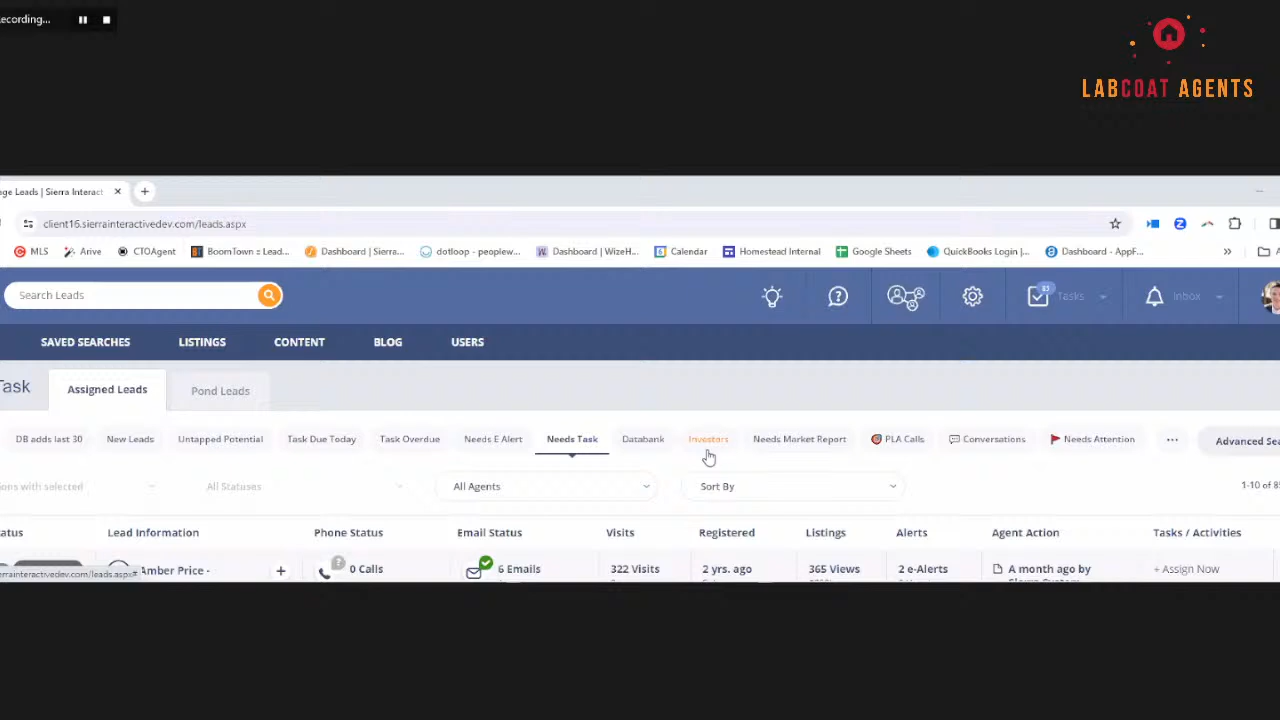 ecording...
LABCOAT AGENTS
ge Leads | Sierra Interact
client16.sierrainteractivedev.com/leads.aspx
MLS Arive CTOAgent BoomTown :: Lead... Dashboard | Sierra... dotloop - peoplew... Dashboard | WizeH... Calendar Homestead Internal Google Sheets QuickBooks Login |... Dashboard - AppF... »
Search Leads 85 Tasks Inbox
SAVED SEARCHES LISTINGS CONTENT BLOG USERS
Task Assigned Leads Pond Leads
DB adds last 30 New Leads Untapped Potential Task Due Today Task Overdue Needs E Alert Needs Task Databank Investors Needs Market Report PLA Calls Conversations Needs Attention ... Advanced Sea
ons with selected All Statuses All Agents Sort By 1-10 of 85
atus Lead Information Phone Status Email Status Visits Registered Listings Alerts Agent Action Tasks / Activities
Amber Price - + ? 0 Calls 6 Emails 322 Visits 2 yrs. ago 365 Views 2 e-Alerts A month ago by + Assign Now
errainteractivedev.com/leads.aspx#